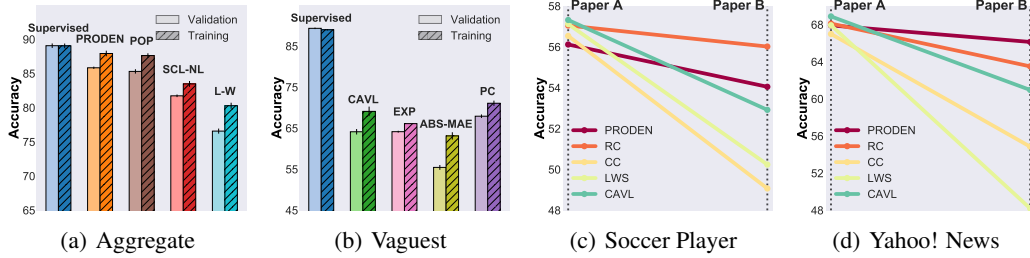 Accuracy
95
90
85
80
75
70
65
Supervised
PRODEN
POP
SCL-NL
L-W
Validation
Training
(a) Aggregate
Accuracy
85
75
65
55
45
CAVL
EXP
ABS-MAE
PC
Validation
Training
(b) Vaguest
Accuracy
58
56
54
52
50
48
Paper A
Paper B
PRODEN
RC
CC
LWS
CAVL
(c) Soccer Player
Accuracy
68
64
60
56
52
48
Paper A
Paper B
PRODEN
RC
CC
LWS
CAVL
(d) Yahoo! News